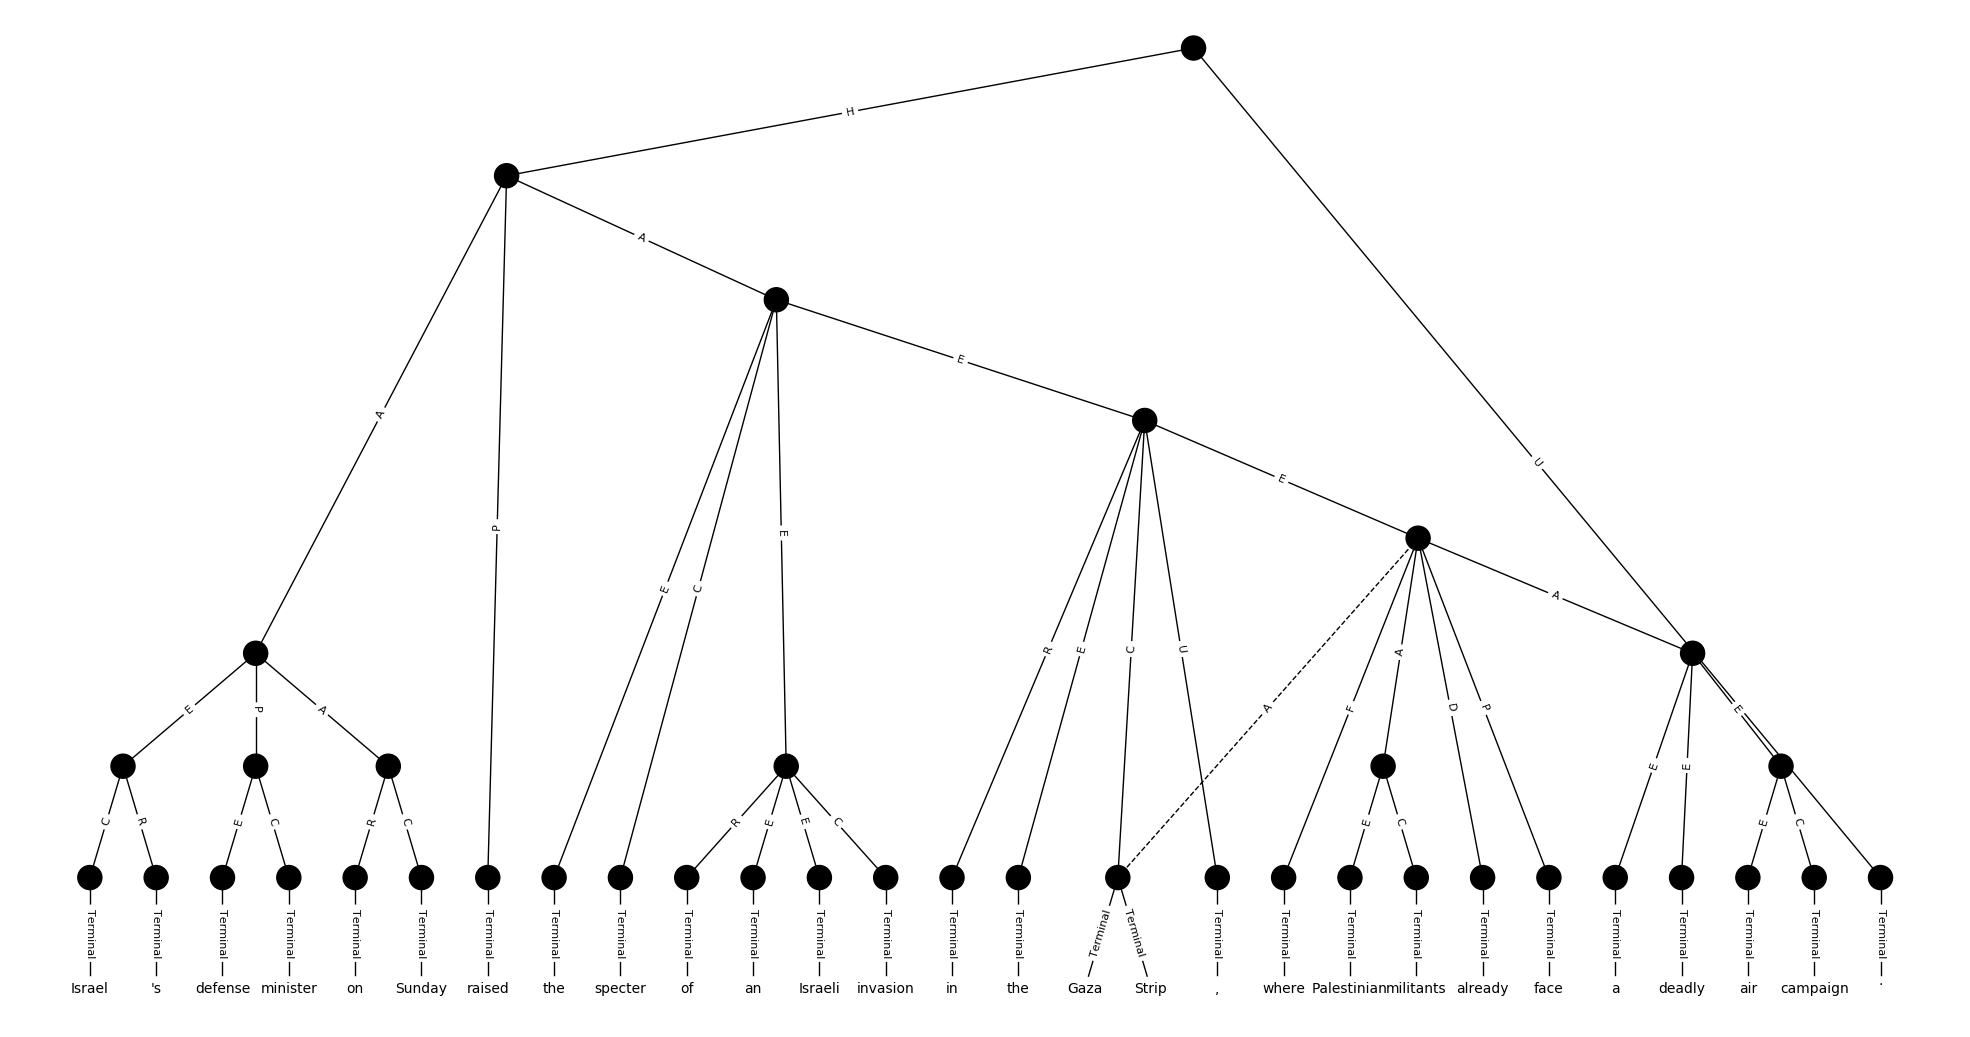 H
A
E
E
A
P
E
U
E
C
E
A
U
R
E
C
U
A
F
A
D
P
E
P
A
E
E
E
C
R
E
C
R
C
R
E
E
C
E
C
E
C
Terminal Terminal Terminal Terminal Terminal Terminal Terminal Terminal Terminal Terminal Terminal Terminal Terminal Terminal Terminal Terminal Terminal Terminal Terminal Terminal Terminal Terminal Terminal Terminal Terminal Terminal Terminal Terminal
Israel 's defense minister on Sunday raised the specter of an Israeli invasion in the Gaza Strip , where Palestinian militants already face a deadly air campaign .